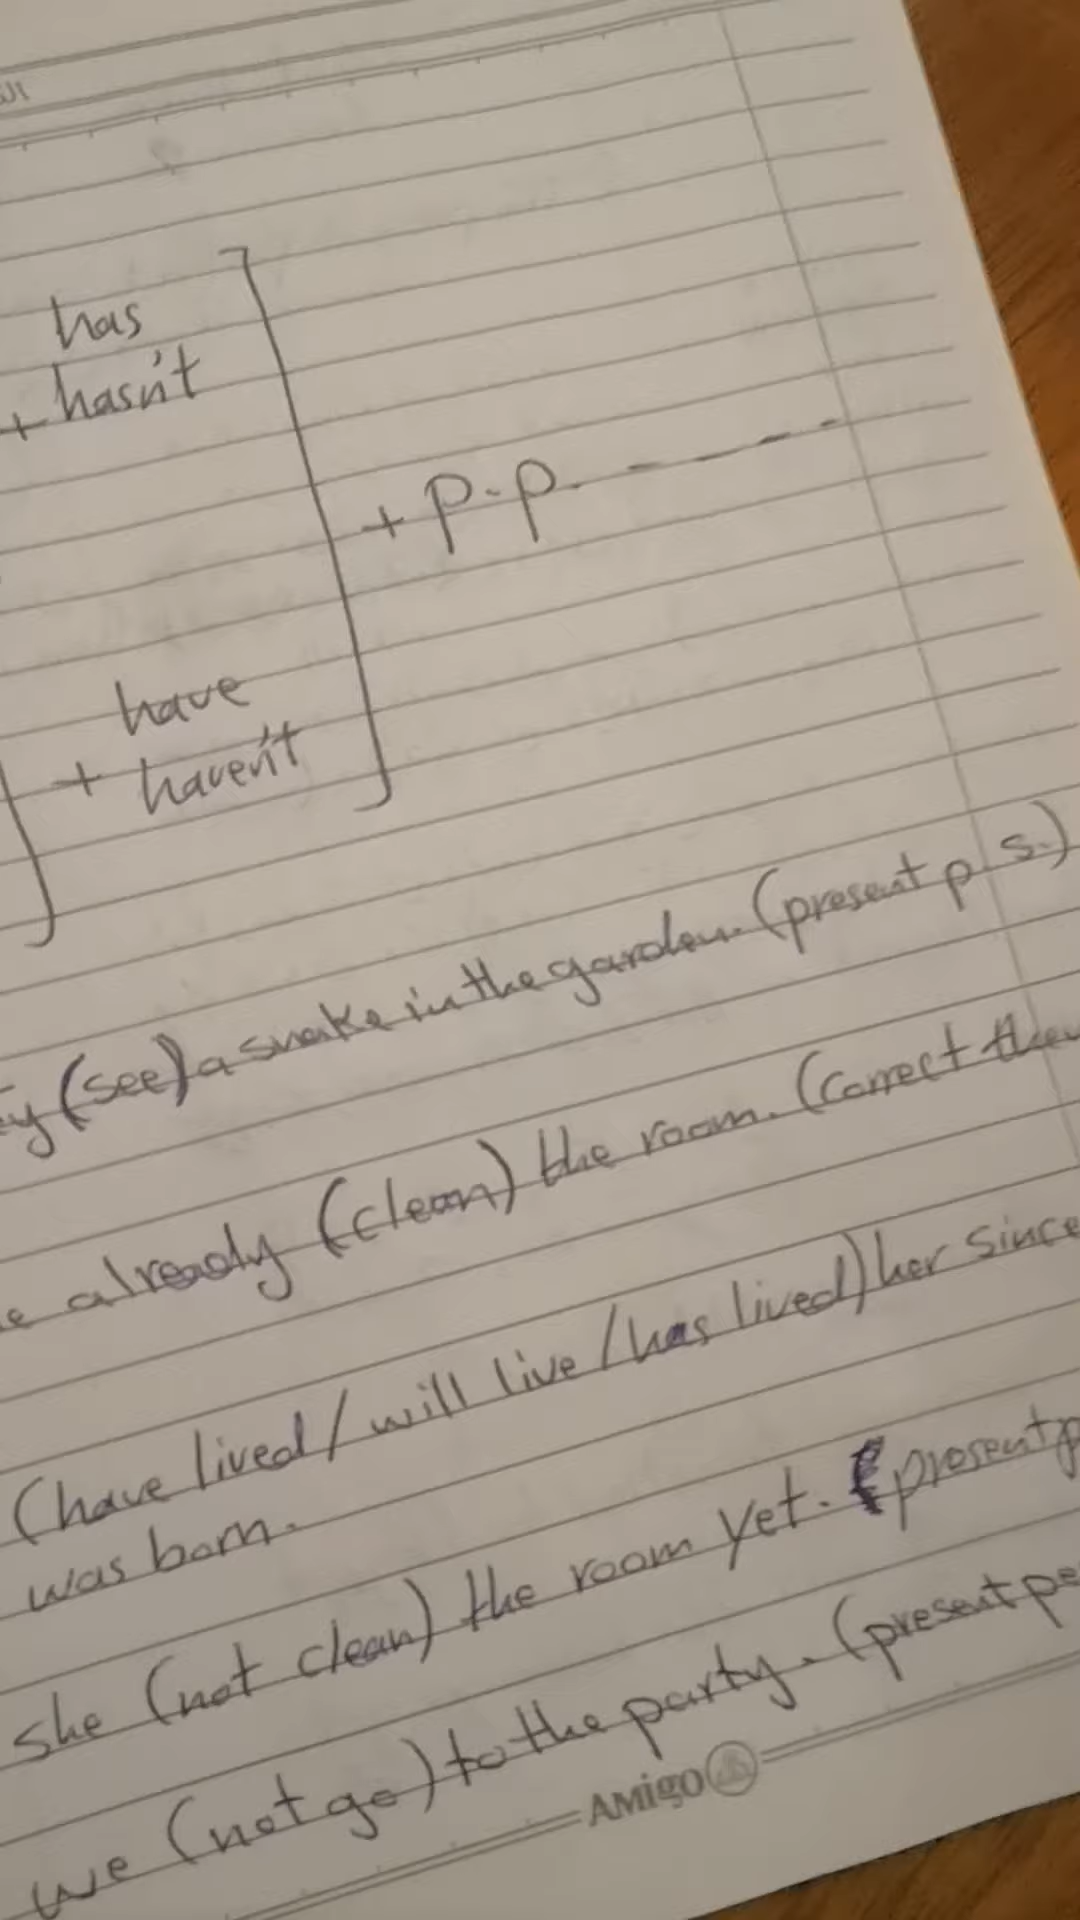 has
+ hasn't
+ p.p. - - - -
have
+ haven't
(see) a snake in the garden. (present p. s.)
already (clean) the room. (correct the
(have lived / will live / has lived) her since
was born.
she (not clean) the room yet. (present p
we (not go) to the party. (present pe
AMigo